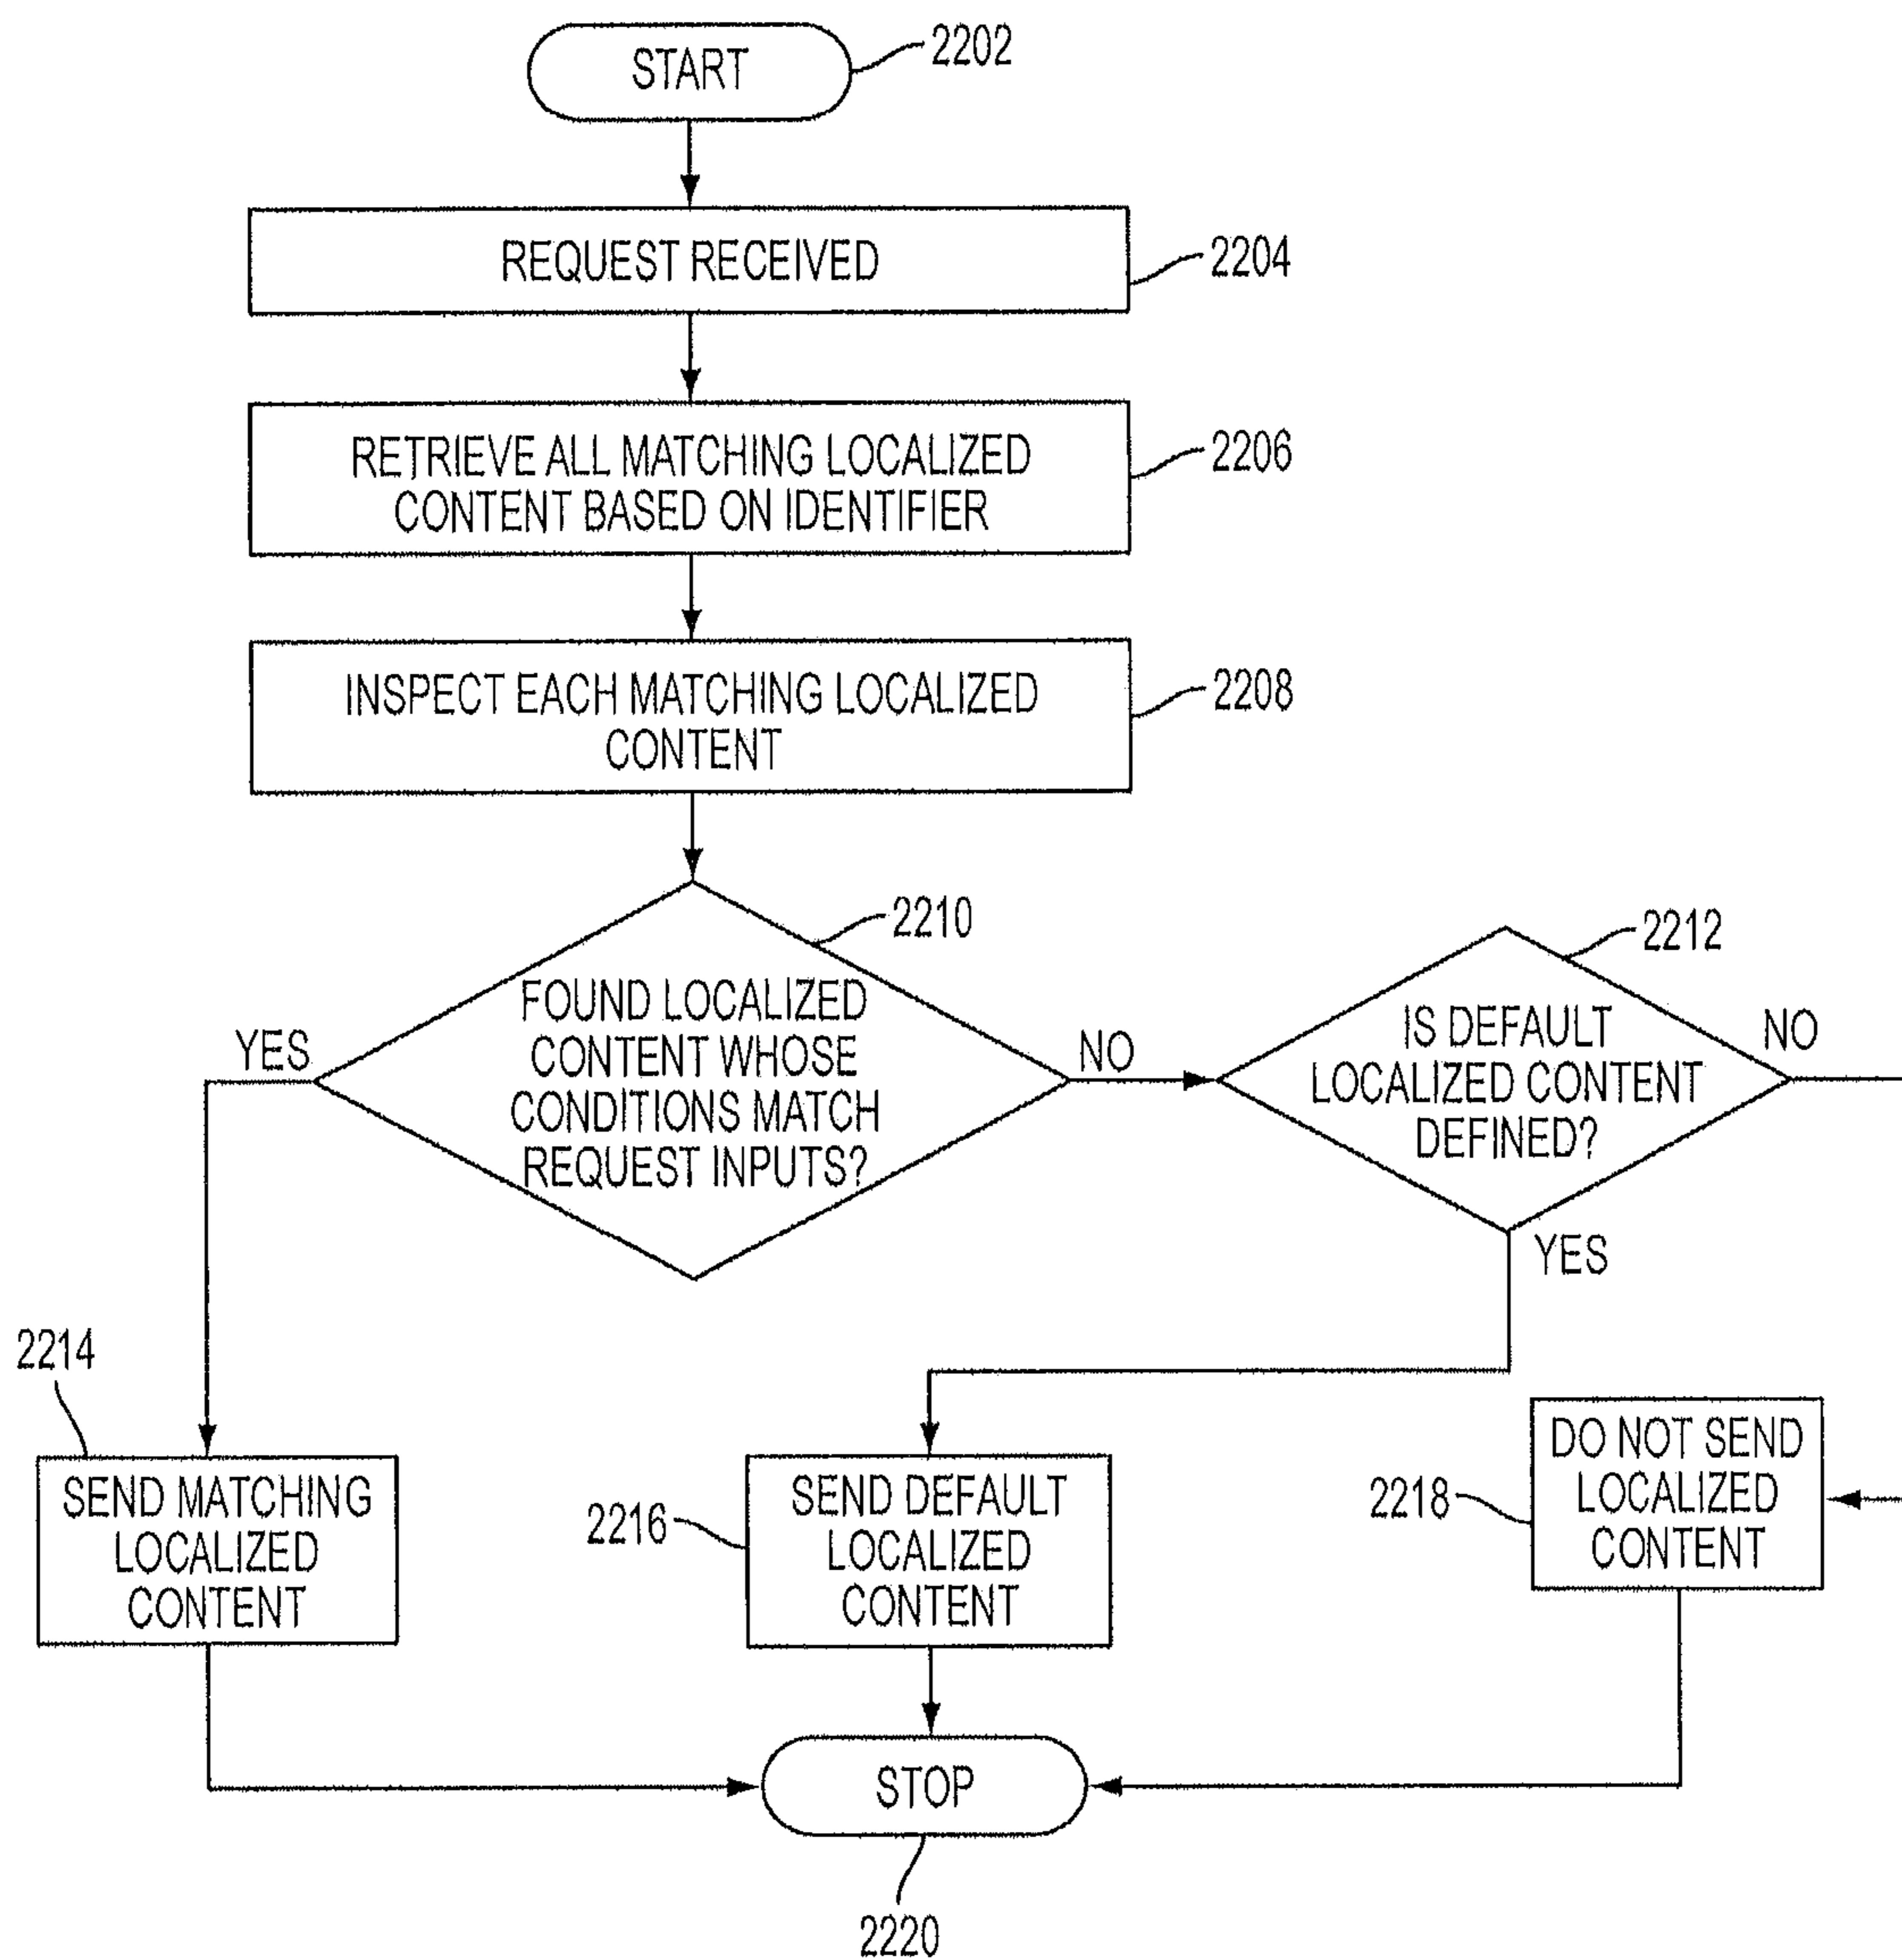 START
2202
REQUEST RECEIVED
2204
RETRIEVE ALL MATCHING LOCALIZED
CONTENT BASED ON IDENTIFIER
2206
INSPECT EACH MATCHING LOCALIZED
CONTENT
2208
2210
FOUND LOCALIZED
CONTENT WHOSE
CONDITIONS MATCH
REQUEST INPUTS?
YES
NO
2212
IS DEFAULT
LOCALIZED CONTENT
DEFINED?
NO
YES
2214
SEND MATCHING
LOCALIZED
CONTENT
2216
SEND DEFAULT
LOCALIZED
CONTENT
2218
DO NOT SEND
LOCALIZED
CONTENT
STOP
2220